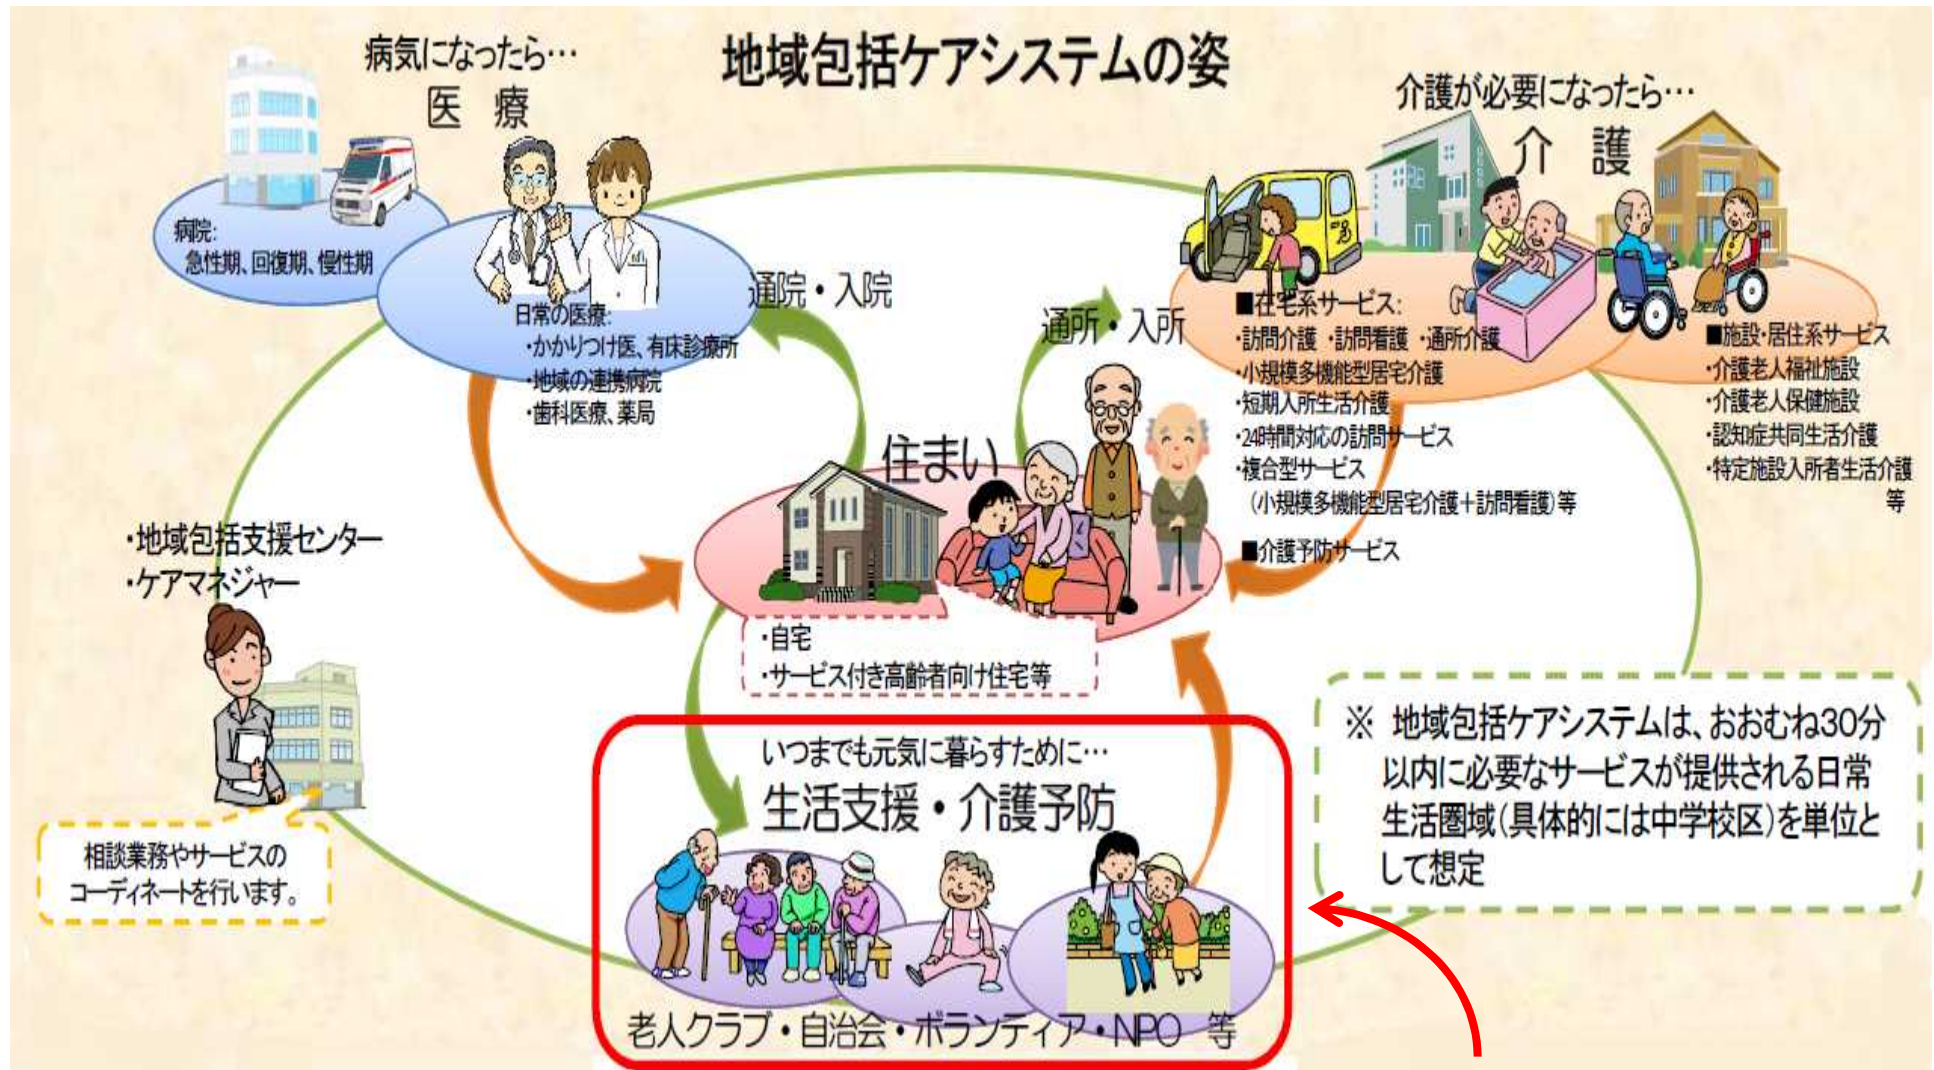 地域包括ケアシステムの姿
病気になったら…
医 療
病院:
急性期、回復期、慢性期
日常の医療:
・かかりつけ医、有床診療所
・地域の連携病院
・歯科医療、薬局
通院・入院
通所・入所
介護が必要になったら…
介 護
■在宅系サービス:
・訪問介護 ・訪問看護 ・通所介護
・小規模多機能型居宅介護
・短期入所生活介護
・24時間対応の訪問サービス
・複合型サービス
（小規模多機能型居宅介護＋訪問看護）等
■介護予防サービス
■施設・居住系サービス
・介護老人福祉施設
・介護老人保健施設
・認知症共同生活介護
・特定施設入所者生活介護
等
住まい
・自宅
・サービス付き高齢者向け住宅等
・地域包括支援センター
・ケアマネジャー
相談業務やサービスの
コーディネートを行います。
いつまでも元気に暮らすために…
生活支援・介護予防
老人クラブ・自治会・ボランティア・NPO 等
※ 地域包括ケアシステムは、おおむね30分
以内に必要なサービスが提供される日常
生活圏域（具体的には中学校区）を単位と
して想定